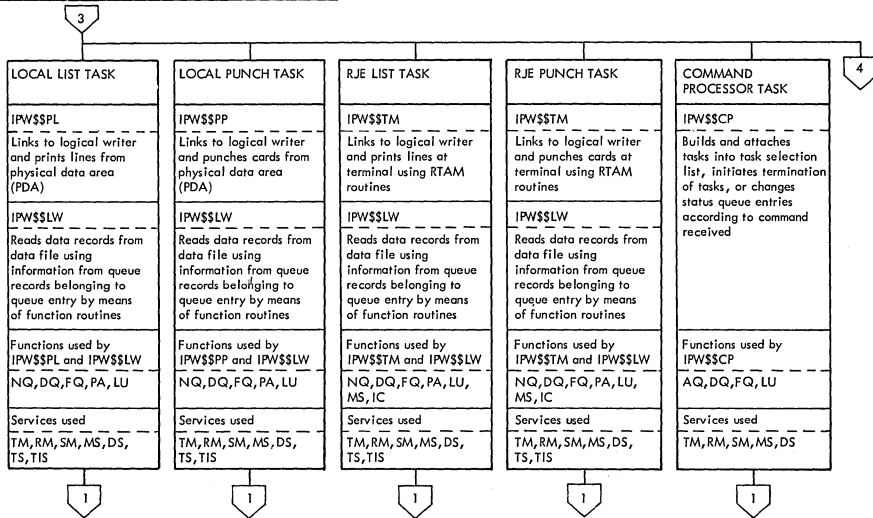 3
4
LOCAL LIST TASK
IPW$$PL
Links to logical writer
and prints lines from
physical data area
(PDA)
IPW$$LW
Reads data records from
data file using
information from queue
records belonging to
queue entry by means
of function routines
Functions used by
IPW$$PL and IPW$$LW
NQ,DQ,FQ,PA,LU
Services used
TM,RM,SM,MS,DS,
TS,TIS
1
LOCAL PUNCH TASK
IPW$$PP
Links to logical writer
and punches cards from
physical data area
(PDA)
IPW$$LW
Reads data records from
data file using
information from queue
records belonging to
queue entry by means
of function routines
Functions used by
IPW$$PP and IPW$$LW
NQ,DQ,FQ,PA,LU
Services used
TM,RM,SM,MS,DS,
TS,TIS
1
RJE LIST TASK
IPW$$TM
Links to logical writer
and prints lines at
terminal using RTAM
routines
IPW$$LW
Reads data records from
data file using
information from queue
records belonging to
queue entry by means
of function routines
Functions used by
IPW$$TM and IPW$$LW
NQ,DQ,FQ,PA,LU,
MS,IC
Services used
TM,RM,SM,MS,DS,
TS,TIS
1
RJE PUNCH TASK
IPW$$TM
Links to logical writer
and punches cards at
terminal using RTAM
routines
IPW$$LW
Reads data records from
data file using
information from queue
records belonging to
queue entry by means
of function routines
Functions used by
IPW$$TM and IPW$$LW
NQ,DQ,FQ,PA,LU,
MS,IC
Services used
TM,RM,SM,MS,DS,
TS,TIS
1
COMMAND
PROCESSOR TASK
IPW$$CP
Builds and attaches
tasks into task selection
list, initiates termination
of tasks, or changes
status queue entries
according to command
received
Functions used by
IPW$$CP
AQ,DQ,FQ,LU
Services used
TM,RM,SM,MS,DS
1